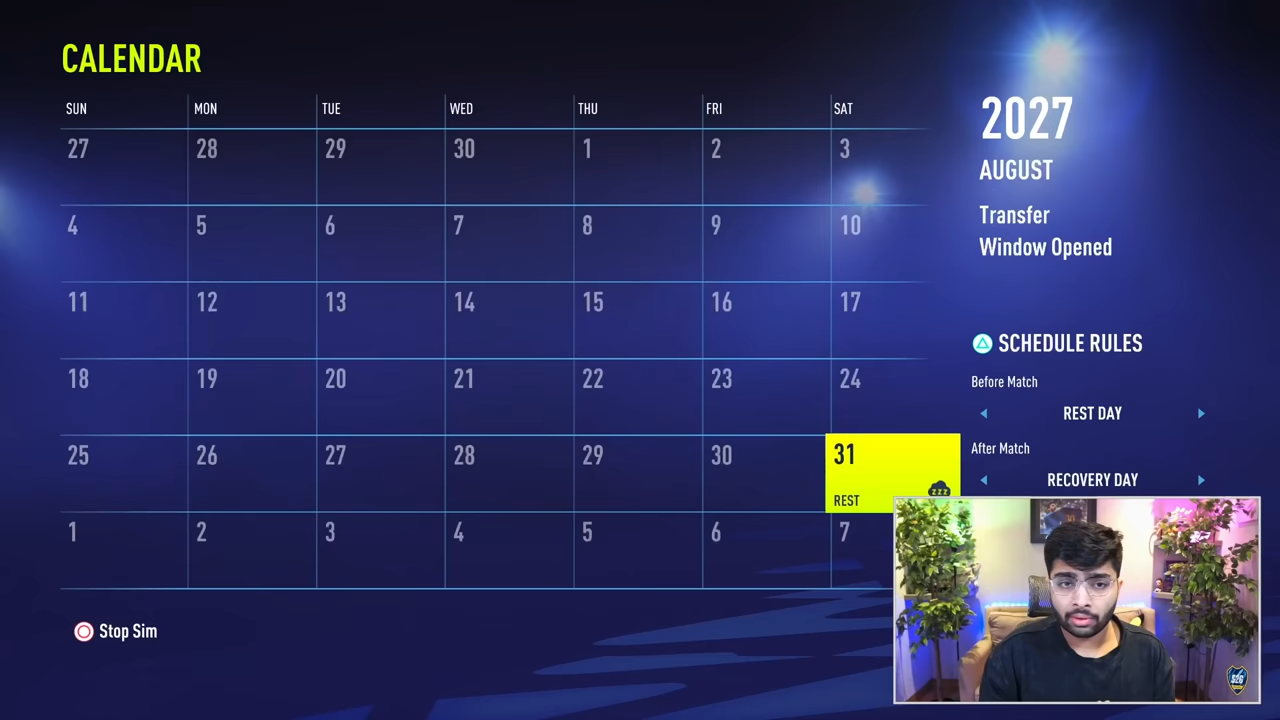 CALENDAR
SUN MON TUE WED THU FRI SAT
27 28 29 30 1 2 3
4 5 6 7 8 9 10
11 12 13 14 15 16 17
18 19 20 21 22 23 24
25 26 27 28 29 30 31
REST
zzz
1 2 3 4 5 6 7
Stop Sim
2027
AUGUST
Transfer
Window Opened
SCHEDULE RULES
Before Match
REST DAY
After Match
RECOVERY DAY
S2G